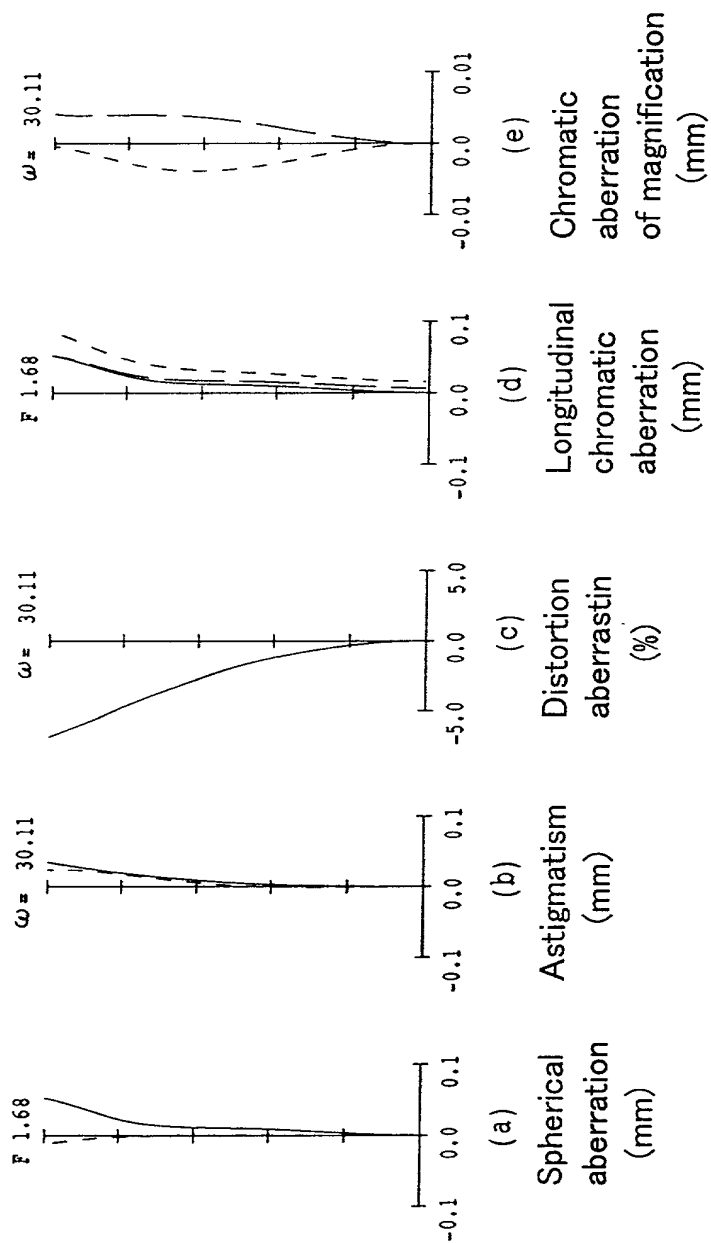 F 1.68
-0.1 0.0 0.1
(a)
Spherical
aberration
(mm)
ω= 30.11
-0.1 0.0 0.1
(b)
Astigmatism
(mm)
ω= 30.11
-5.0 0.0 5.0
(c)
Distortion
aberrastin
(%)
F 1.68
-0.1 0.0 0.1
(d)
Longitudinal
chromatic
aberration
(mm)
ω= 30.11
-0.01 0.0 0.01
(e)
Chromatic
aberration
of magnification
(mm)